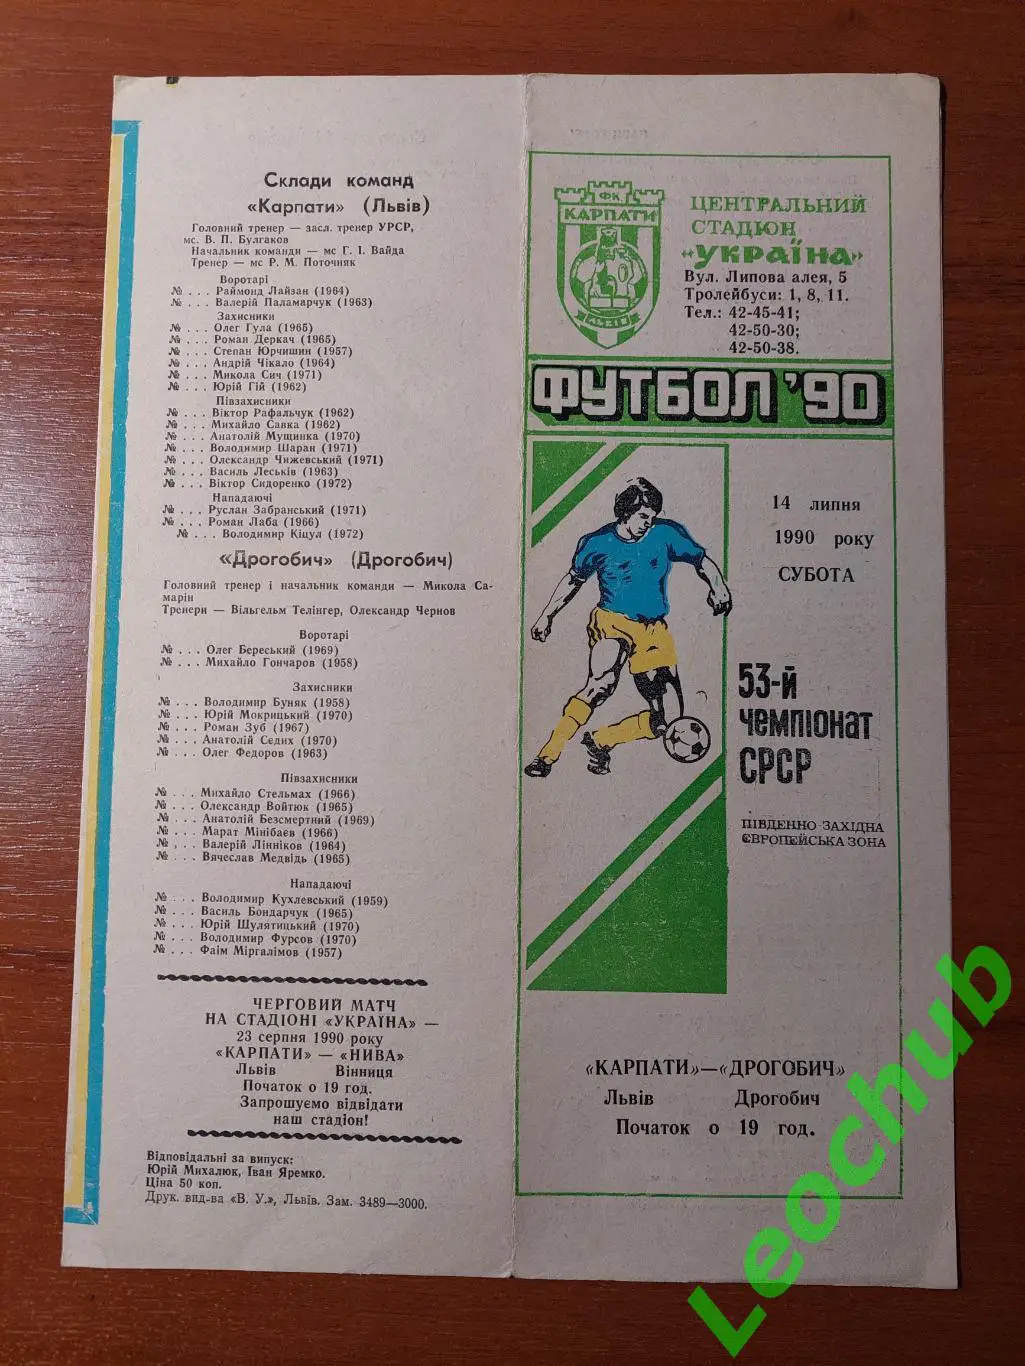 Склади команд
«Карпати» (Львів)
Головний тренер — засл. тренер УРСР,
мс. В. П. Булгаков
Начальник команди — мс Г. І. Вайда
Тренер — мс Р. М. Поточняк
Воротарі
№ . . . Раймонд Лайзан (1964)
№ . . . Валерій Паламарчук (1963)
Захисники
№ . . . Олег Гула (1965)
№ . . . Роман Деркач (1965)
№ . . . Степан Юрчишин (1957)
№ . . . Андрій Чікало (1964)
№ . . . Микола Сич (1971)
№ . . . Юрій Гій (1962)
Півзахисники
№ . . . Віктор Рафальчук (1962)
№ . . . Михайло Савка (1962)
№ . . . Анатолій Мущинка (1970)
№ . . . Володимир Шаран (1971)
№ . . . Олександр Чижевський (1971)
№ . . . Василь Леськів (1963)
№ . . . Віктор Сидоренко (1972)
Нападаючі
№ . . . Руслан Забранський (1971)
№ . . . Роман Лаба (1966)
№ . . . Володимир Кіцул (1972)
«Дрогобич» (Дрогобич)
Головний тренер і начальник команди — Микола Са-
марін
Тренери — Вільгельм Телінгер, Олександр Чернов
Воротарі
№ . . . Олег Береський (1969)
№ . . . Михайло Гончаров (1958)
Захисники
№ . . . Володимир Буняк (1958)
№ . . . Юрій Мокрицький (1970)
№ . . . Роман Зуб (1967)
№ . . . Анатолій Седих (1970)
№ . . . Олег Федоров (1963)
Півзахисники
№ . . . Михайло Стельмах (1966)
№ . . . Олександр Войтюк (1965)
№ . . . Анатолій Безсмертний (1969)
№ . . . Марат Мінібаєв (1966)
№ , . . Валерій Лінніков (1964)
№ . . . Вячеслав Медвідь (1965)
Нападаючі
№ . . . Володимир Кухлевський (1959)
№ . . . Василь Бондарчук (1965)
№ . . . Юрій Шулятицький (1970)
№ . . . Володимир Фурсов (1970)
№ . . . Фаім Міргалімов (1957)
ЧЕРГОВИЙ МАТЧ
НА СТАДІОНІ «УКРАЇНА» —
23 серпня 1990 року
«КАРПАТИ» — «НИВА»
Львів Вінниця
Початок о 19 год.
Запрошуємо відвідати
наш стадіон!
Відповідальні за випуск:
Юрій Михалюк, Іван Яремко.
Ціна 50 коп.
Друк. вид-ва «В. У.», Львів. Зам. 3489—3000.
ФК
КАРПАТИ
ЛЬВІВ
ЦЕНТРАЛЬНИЙ
СТАДІОН
«УКРАЇНА»
Вул. Липова алея, 5
Тролейбуси: 1, 8, 11.
Тел.: 42-45-41;
42-50-30;
42-50-38.
ФУТБОЛ '90
14 липня
1990 року
СУБОТА
53-й
чемпіонат
СРСР
ПІВДЕННО-ЗАХІДНА
ЄВРОПЕЙСЬКА ЗОНА
«КАРПАТИ»—«ДРОГОБИЧ»
Львів Дрогобич
Початок о 19 год.
Leochub